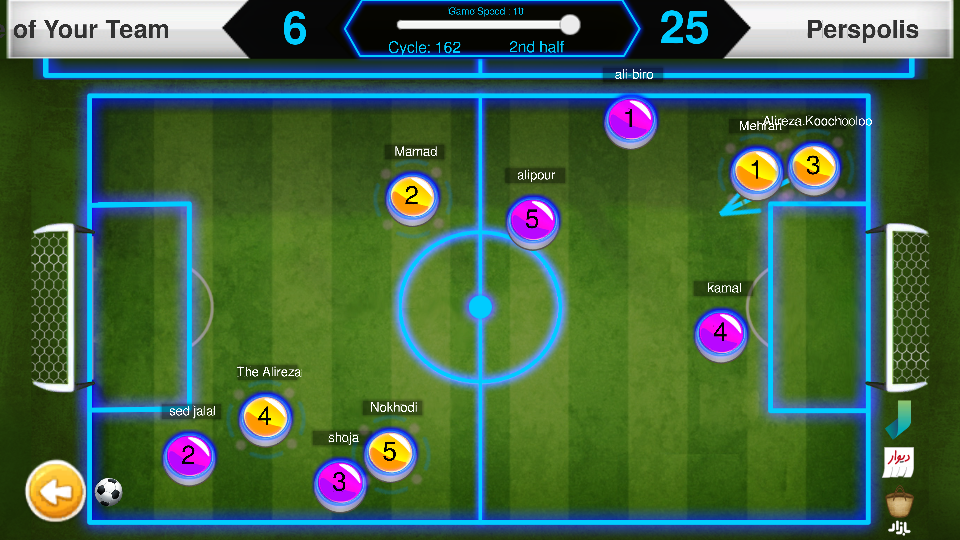 of Your Team
6
Game Speed : 10
Cycle: 162
2nd half
25
Perspolis
ali-biro
1
Mehran
Alireza.Koochooloo
1
3
Mamad
2
alipour
5
kamal
4
The Alireza
4
sed jalal
2
Nokhodi
5
shoja
3
دیوار
بازار